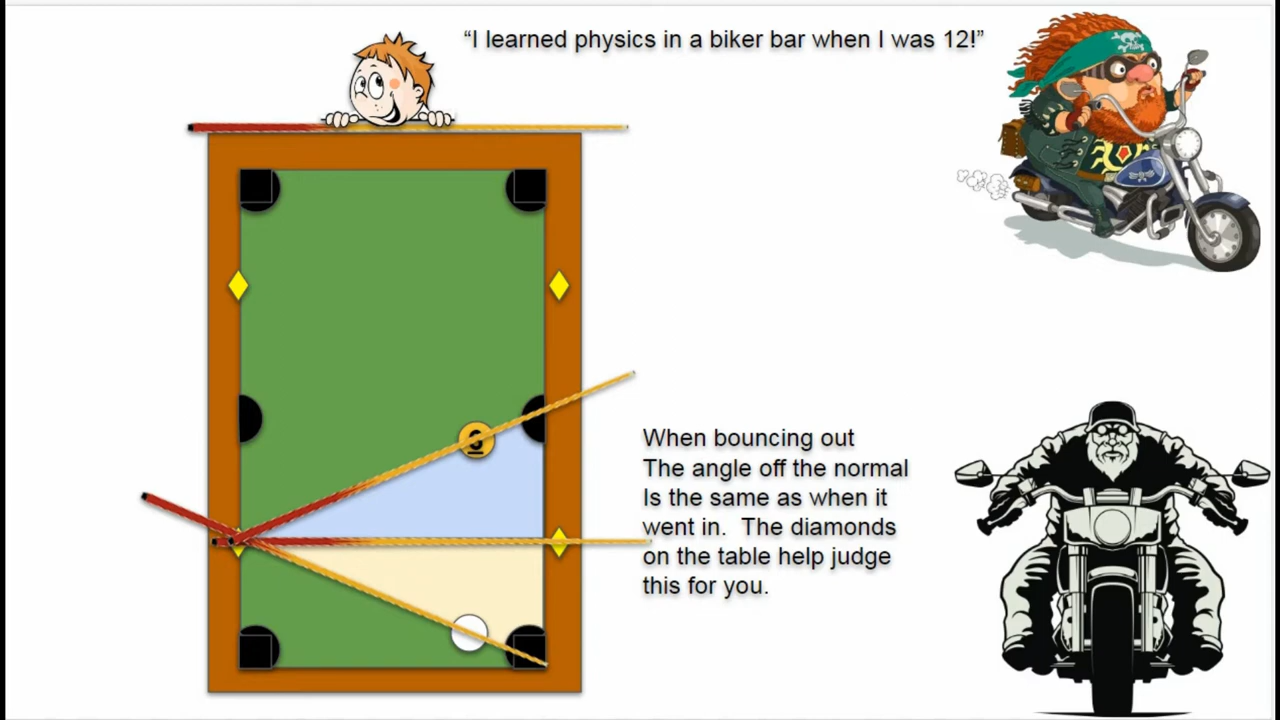 “I learned physics in a biker bar when I was 12!”
When bouncing out
The angle off the normal
Is the same as when it
went in.  The diamonds
on the table help judge
this for you.